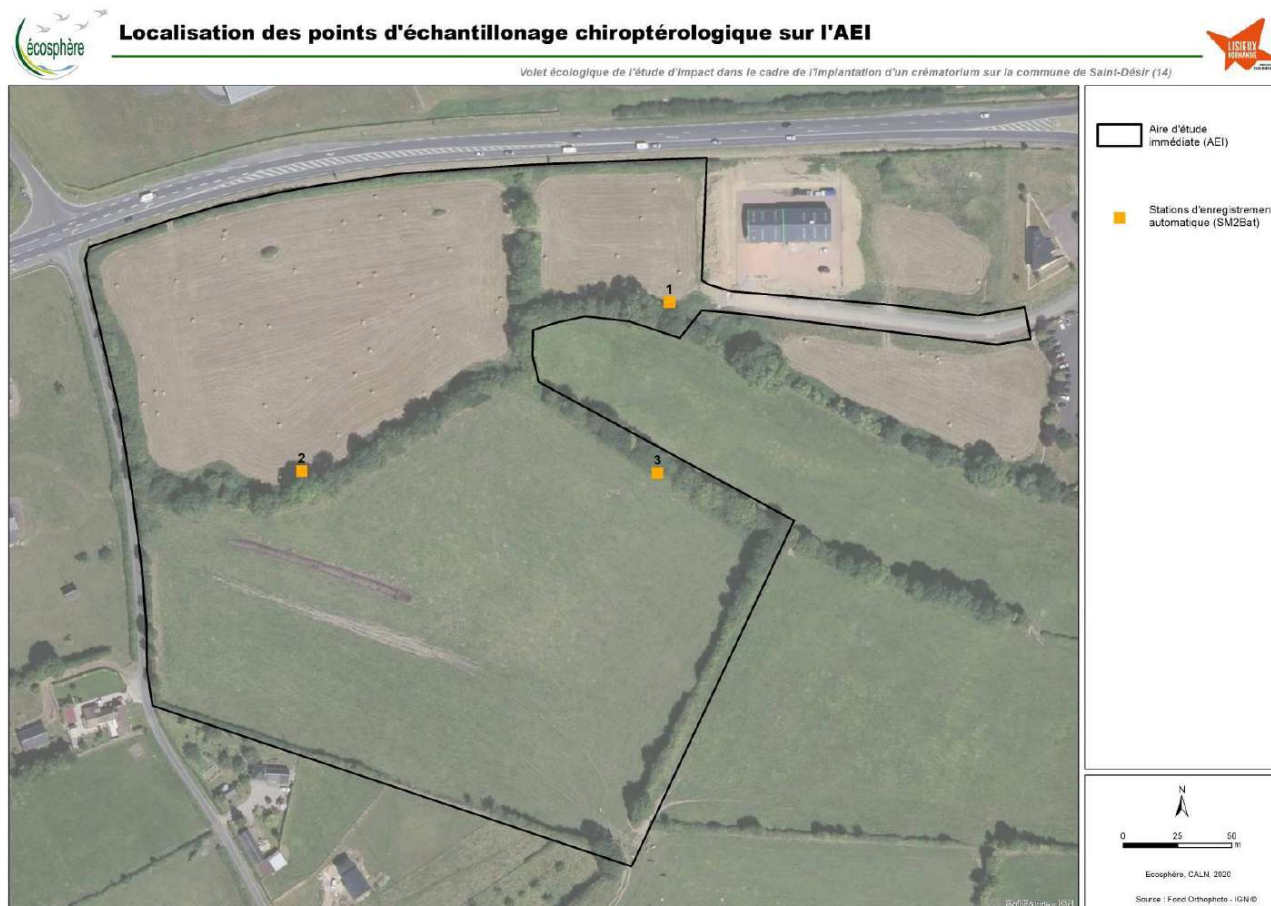 écosphère
Localisation des points d'échantillonage chiroptérologique sur l'AEI
LISIEUX
NORMANDIE
Volet écologique de l'étude d'impact dans le cadre de l'implantation d'un crématorium sur la commune de Saint-Désir (14)
Aire d'étude
immédiate (AEI)
Stations d'enregistremen
automatique (SM2Bat)
1
2
3
N
0 25 50
m
Ecosphère, CALN, 2020
Source : Fond Orthophoto - IGN ©